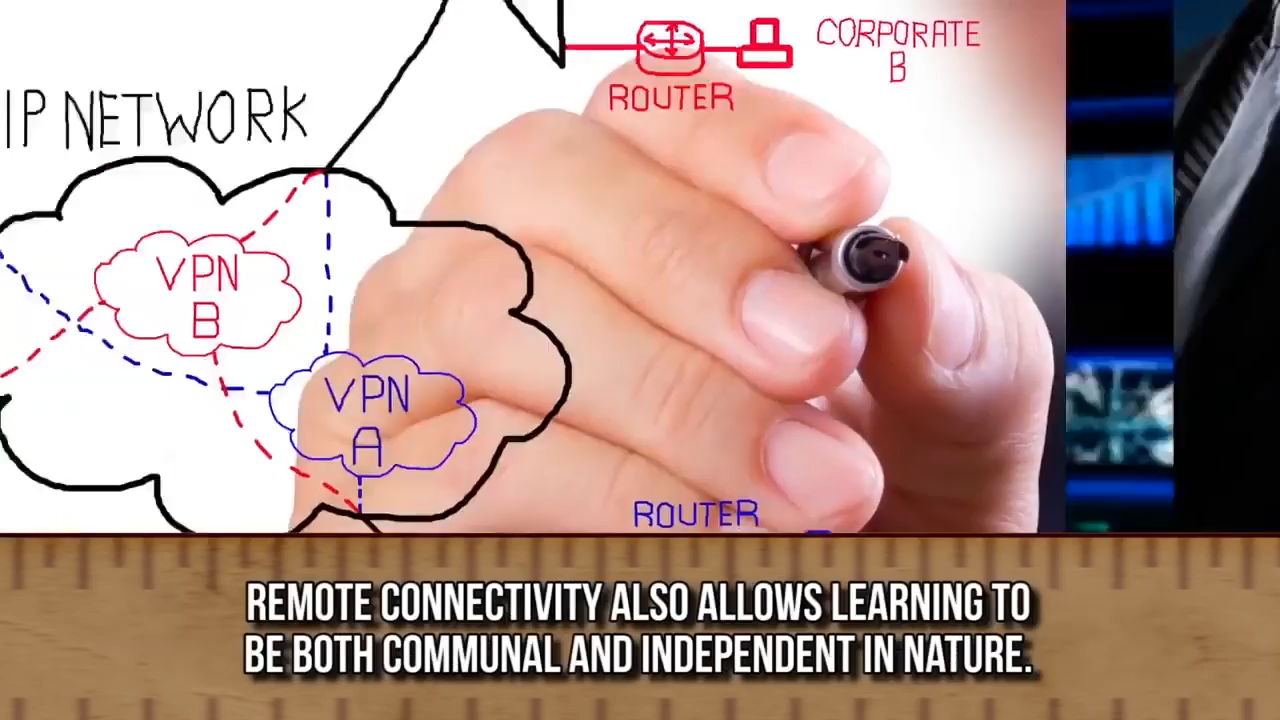 CORPORATE
B
ROUTER
IP NETWORK
VPN
B
VPN
A
ROUTER
REMOTE CONNECTIVITY ALSO ALLOWS LEARNING TO
BE BOTH COMMUNAL AND INDEPENDENT IN NATURE.